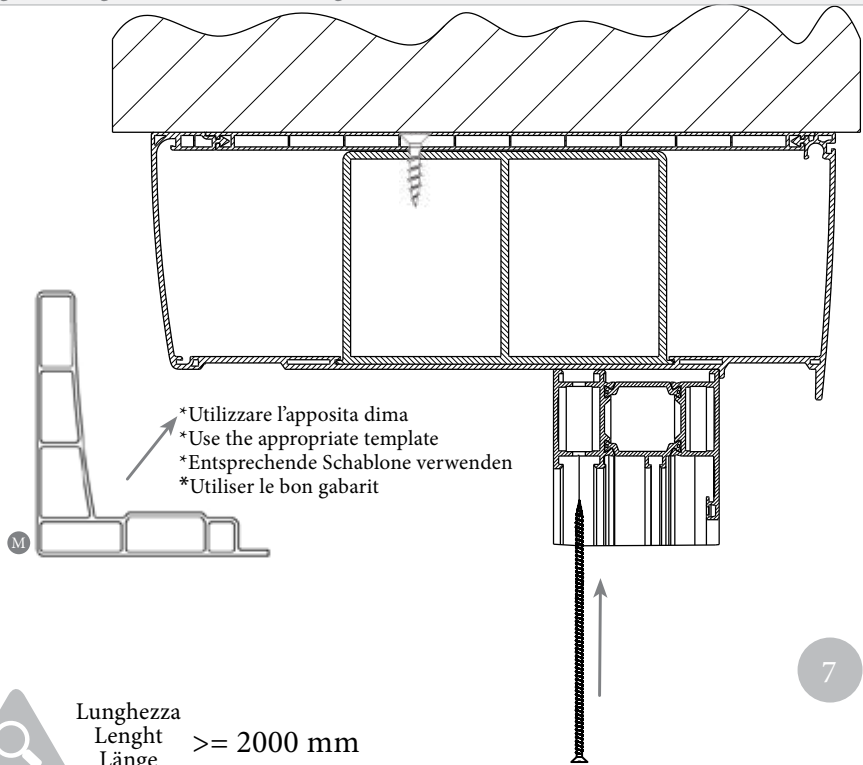 *Utilizzare l'apposita dima
*Use the appropriate template
*Entsprechende Schablone verwenden
*Utiliser le bon gabarit
M
7
Lunghezza
Lenght >= 2000 mm
Länge